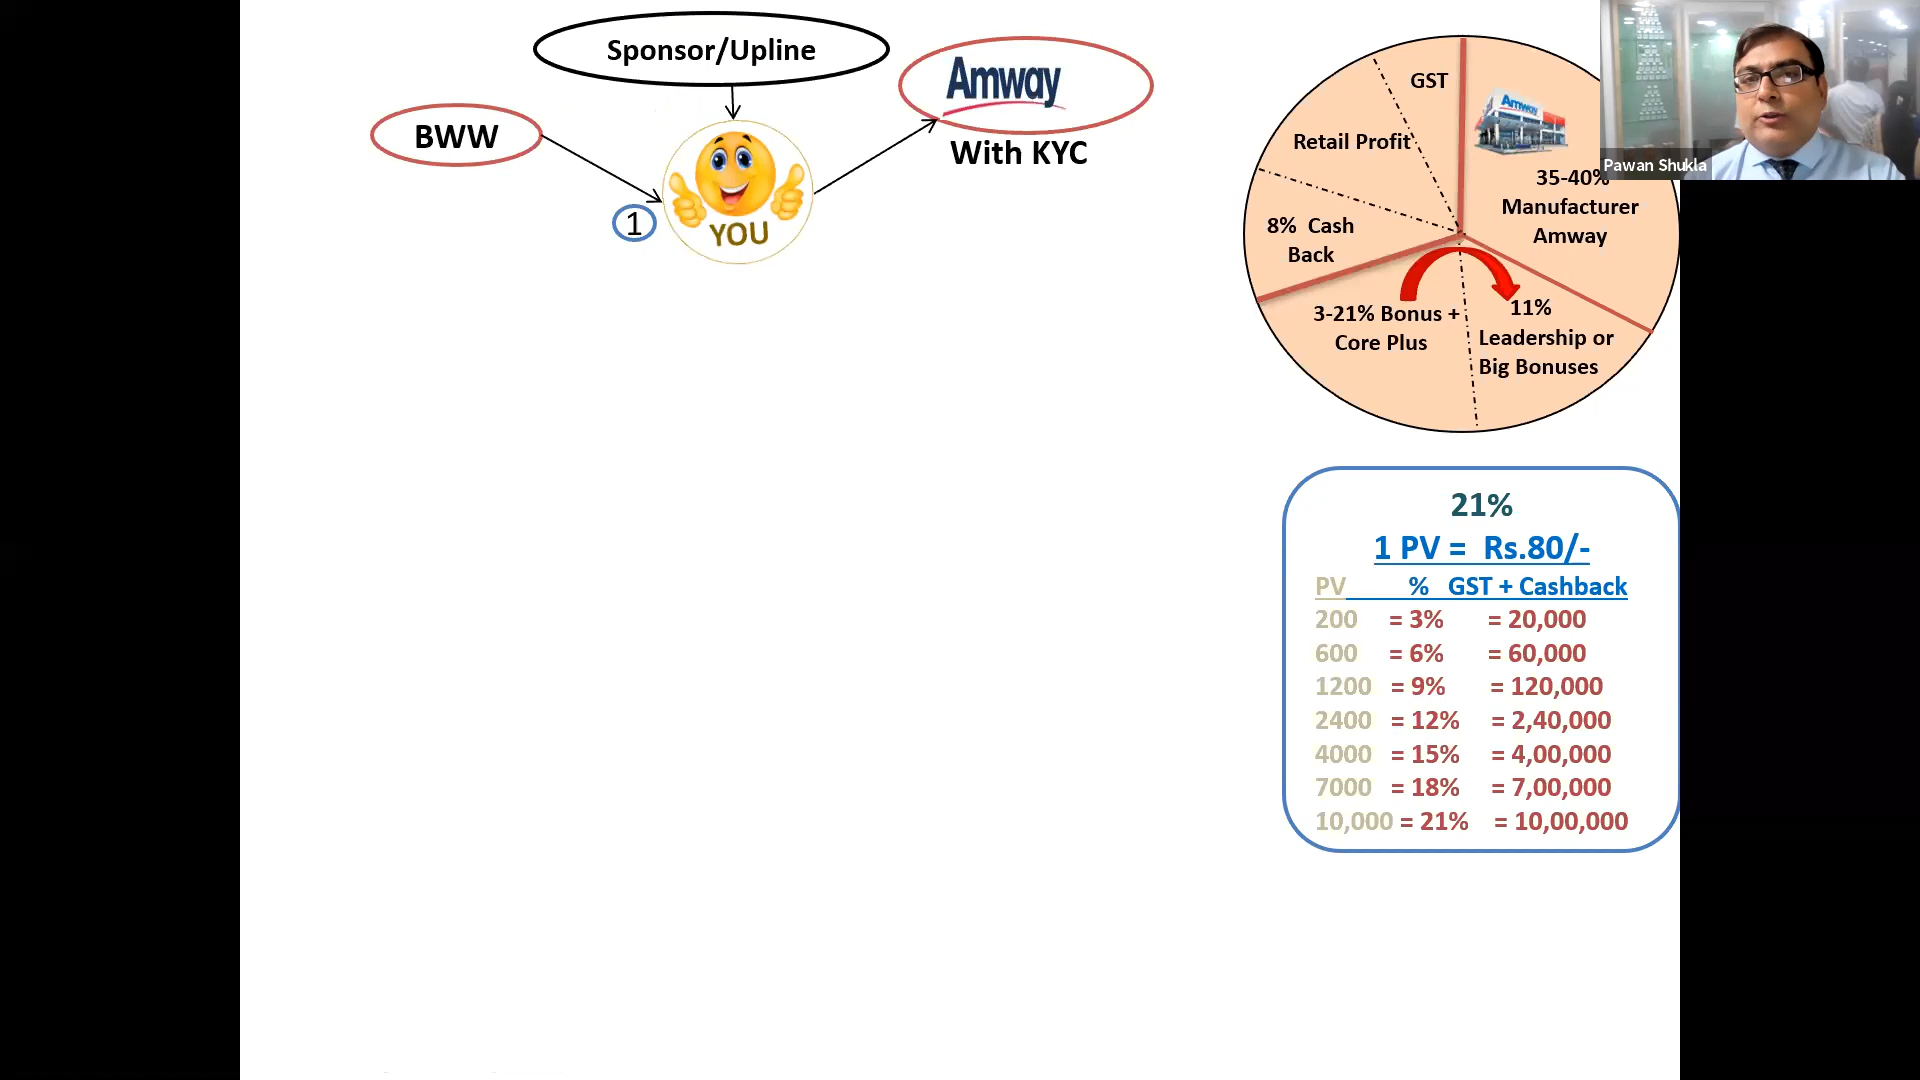 Sponsor/Upline
BWW
Amway
With KYC
1
YOU
GST
Retail Profit
8% Cash
Back
Amway
35-40%
Manufacturer
Amway
3-21% Bonus +
Core Plus
11%
Leadership or
Big Bonuses
Pawan Shukla
21%
1 PV = Rs.80/-
PV % GST + Cashback
200 = 3% = 20,000
600 = 6% = 60,000
1200 = 9% = 120,000
2400 = 12% = 2,40,000
4000 = 15% = 4,00,000
7000 = 18% = 7,00,000
10,000 = 21% = 10,00,000